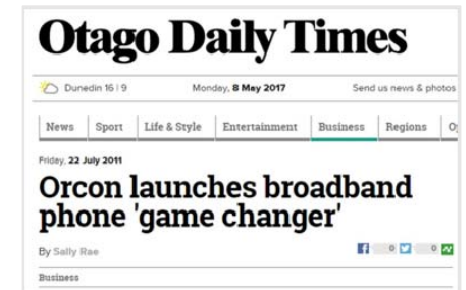 Otago Daily Times
Dunedin 16 | 9 Monday, 8 May 2017 Send us news & photos
News Sport Life & Style Entertainment Business Regions
Friday, 22 July 2011
Orcon launches broadband
phone 'game changer'
By Sally Rae 0 0
Business